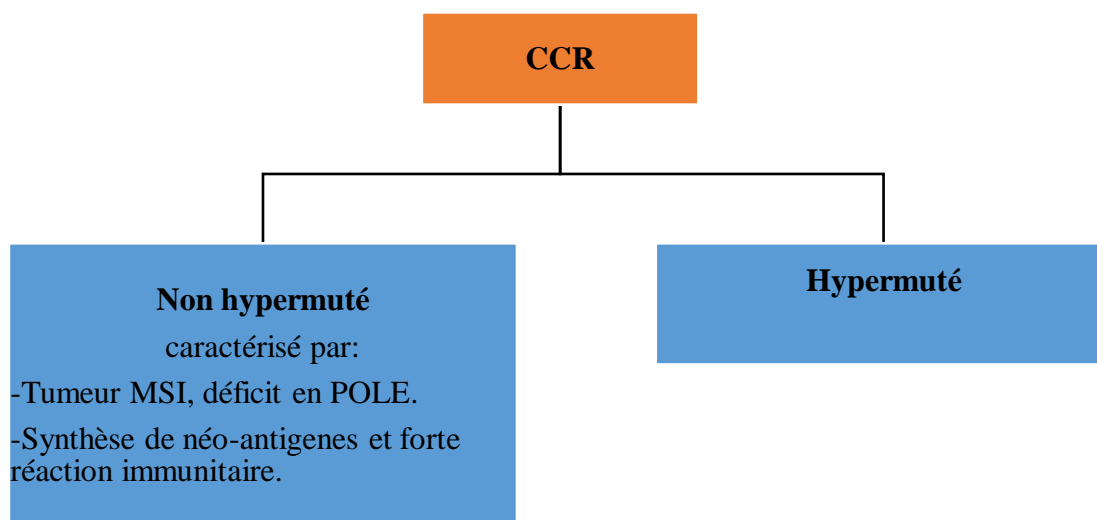 CCR
Non hypermuté
caractérisé par:
-Tumeur MSI, déficit en POLE.
-Synthèse de néo-antigenes et forte
réaction immunitaire.
Hypermuté